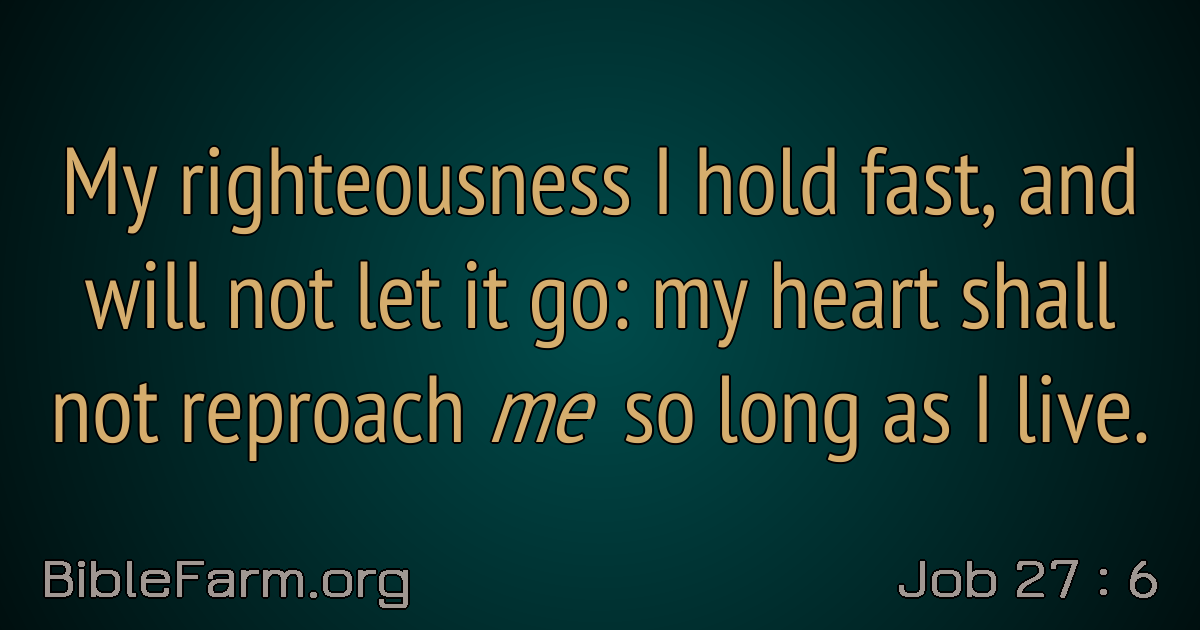 My righteousness I hold fast, and
will not let it go: my heart shall
not reproach me so long as I live.
BibleFarm.org
Job 27 : 6